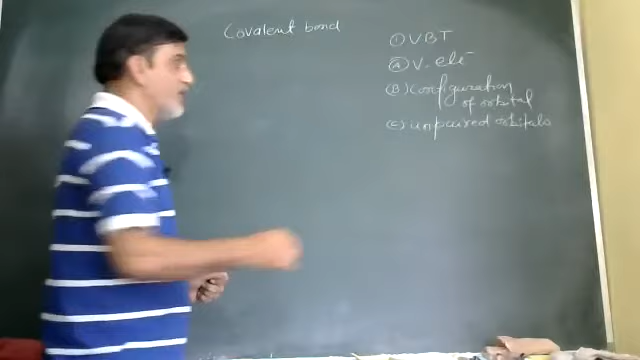 Covalent bond
① VBT
Ⓐ V. ele⁻
(B) configuration
of orbital
(C) unpaired orbitals